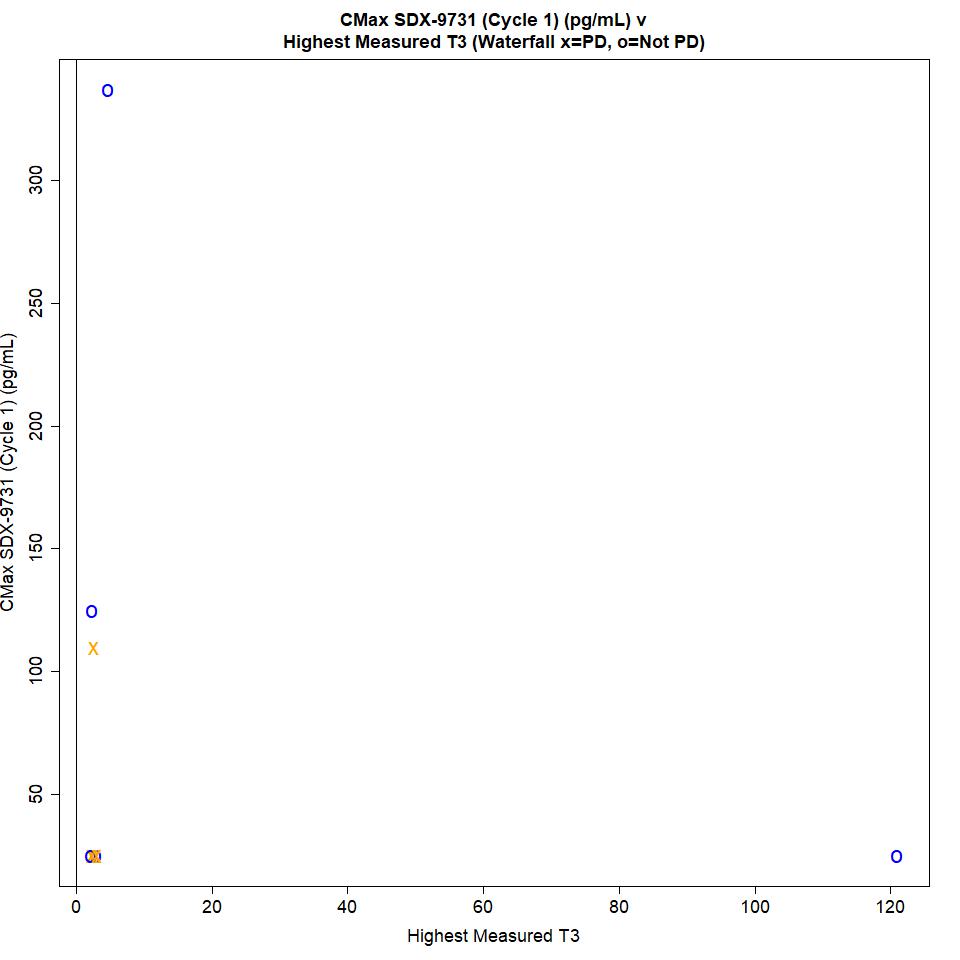 CMax SDX-9731 (Cycle 1) (pg/mL) v
Highest Measured T3 (Waterfall x=PD, o=Not PD)
CMax SDX-9731 (Cycle 1) (pg/mL)
300
250
200
150
100
50
0 20 40 60 80 100 120
Highest Measured T3